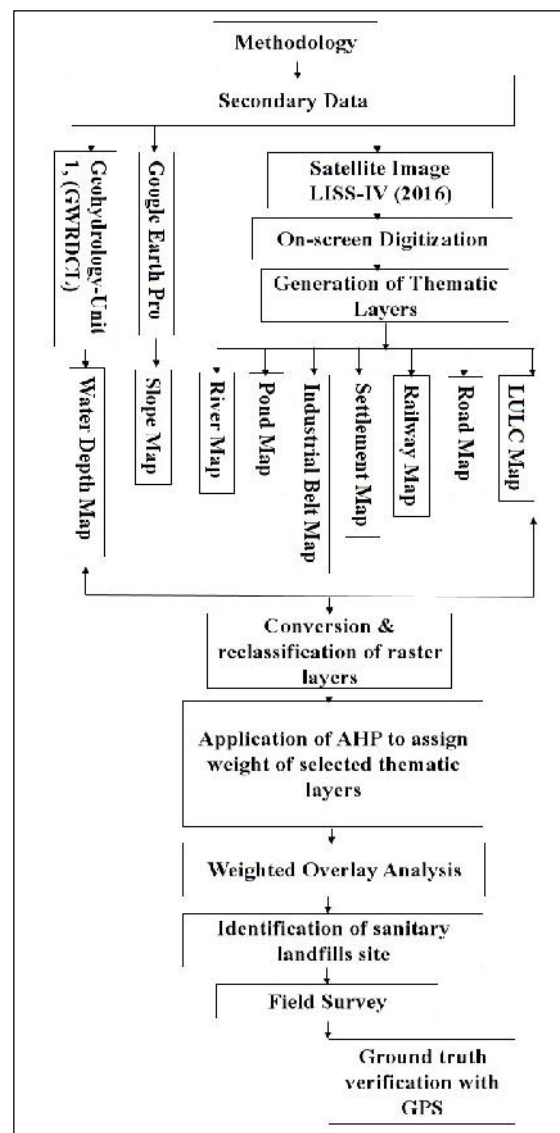 Methodology
Secondary Data
Geohydrology-Unit
1, (GWRDCL)
Google Earth Pro
Satellite Image
LISS-IV (2016)
On-screen Digitization
Generation of Thematic
Layers
Water Depth Map
Slope Map
River Map
Pond Map
Industrial Belt Map
Settlement Map
Railway Map
Road Map
LULC Map
Conversion &
reclassification of raster
layers
Application of AHP to assign
weight of selected thematic
layers
Weighted Overlay Analysis
Identification of sanitary
landfills site
Field Survey
Ground truth
verification with
GPS